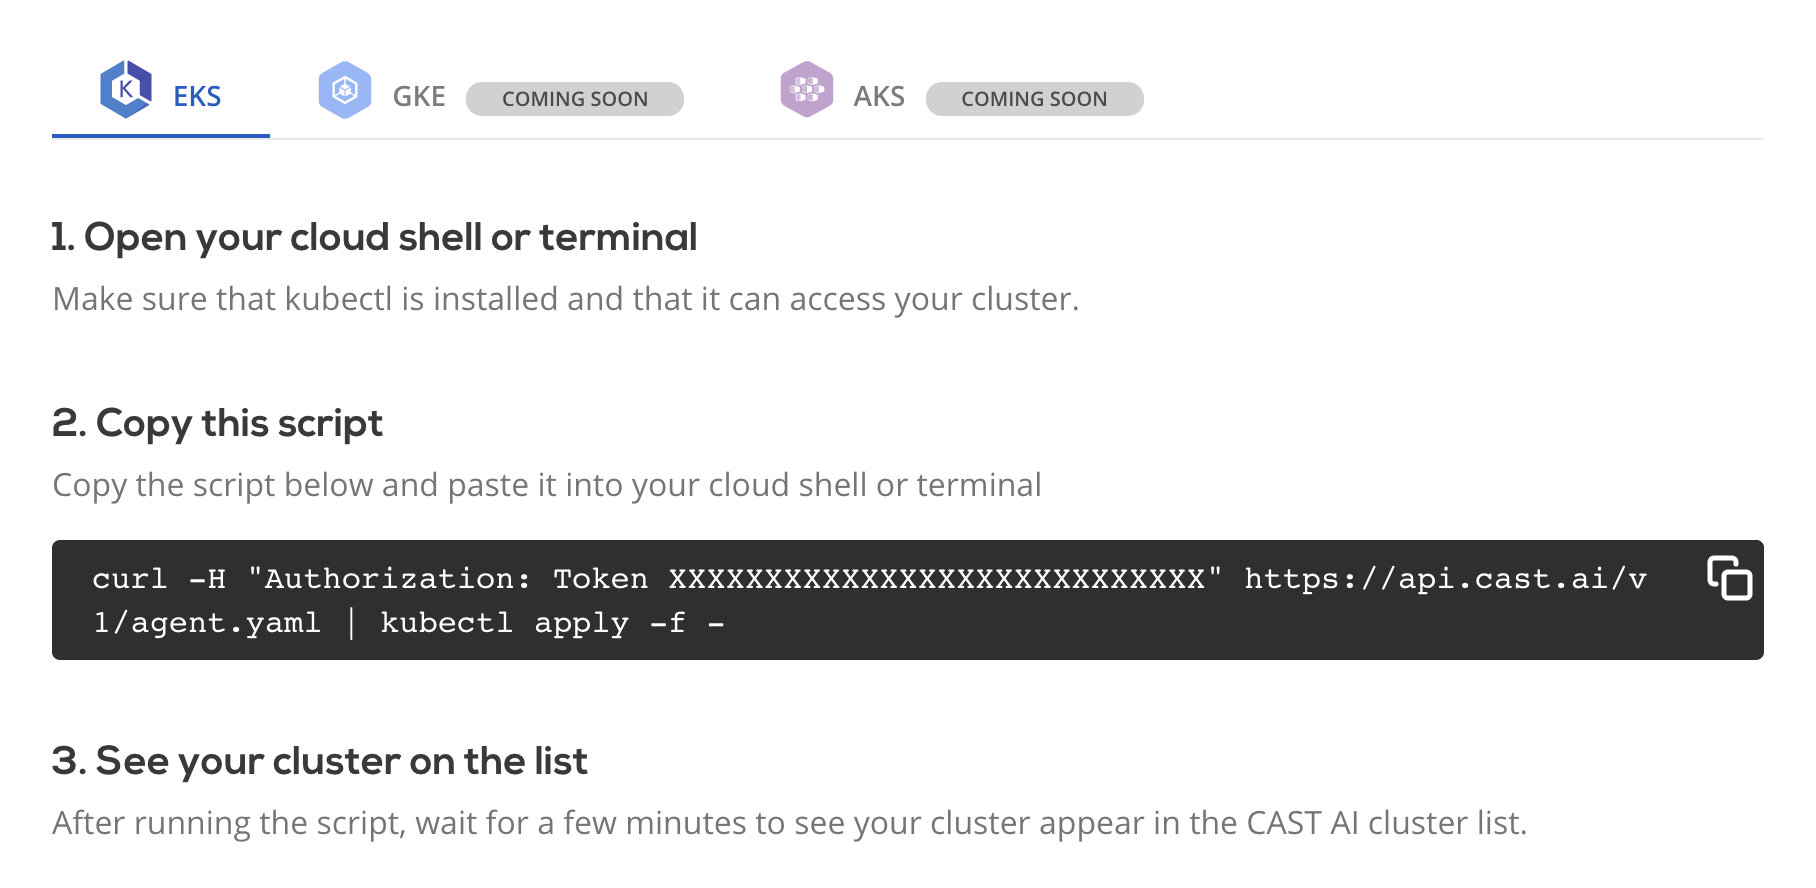 K EKS GKE COMING SOON AKS COMING SOON
1. Open your cloud shell or terminal
Make sure that kubectl is installed and that it can access your cluster.
2. Copy this script
Copy the script below and paste it into your cloud shell or terminal
curl -H "Authorization: Token XXXXXXXXXXXXXXXXXXXXXXXXXXXX" https://api.cast.ai/v
1/agent.yaml | kubectl apply -f -
3. See your cluster on the list
After running the script, wait for a few minutes to see your cluster appear in the CAST AI cluster list.